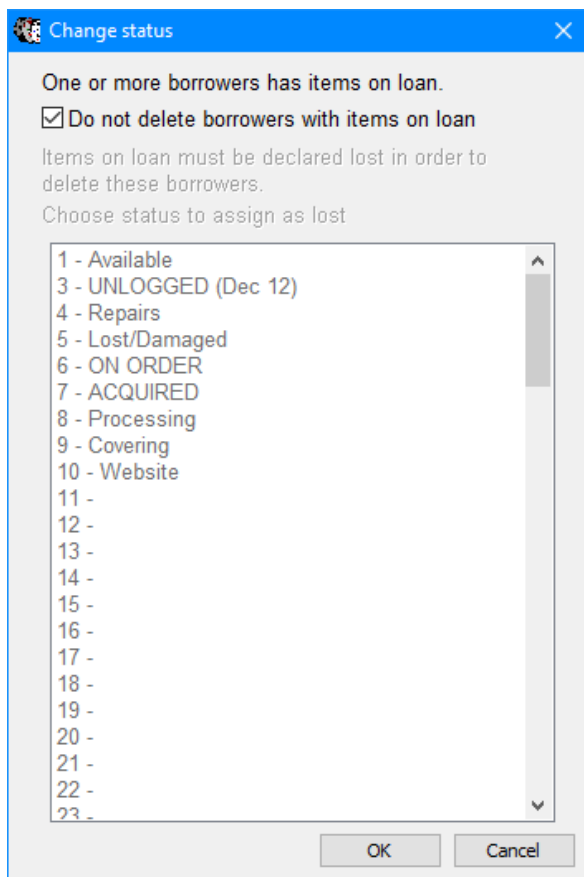 Change status
One or more borrowers has items on loan.
Do not delete borrowers with items on loan
Items on loan must be declared lost in order to
delete these borrowers.
Choose status to assign as lost
1 - Available
3 - UNLOGGED (Dec 12)
4 - Repairs
5 - Lost/Damaged
6 - ON ORDER
7 - ACQUIRED
8 - Processing
9 - Covering
10 - Website
11 -
12 -
13 -
14 -
15 -
16 -
17 -
18 -
19 -
20 -
21 -
22 -
23 -
OK
Cancel